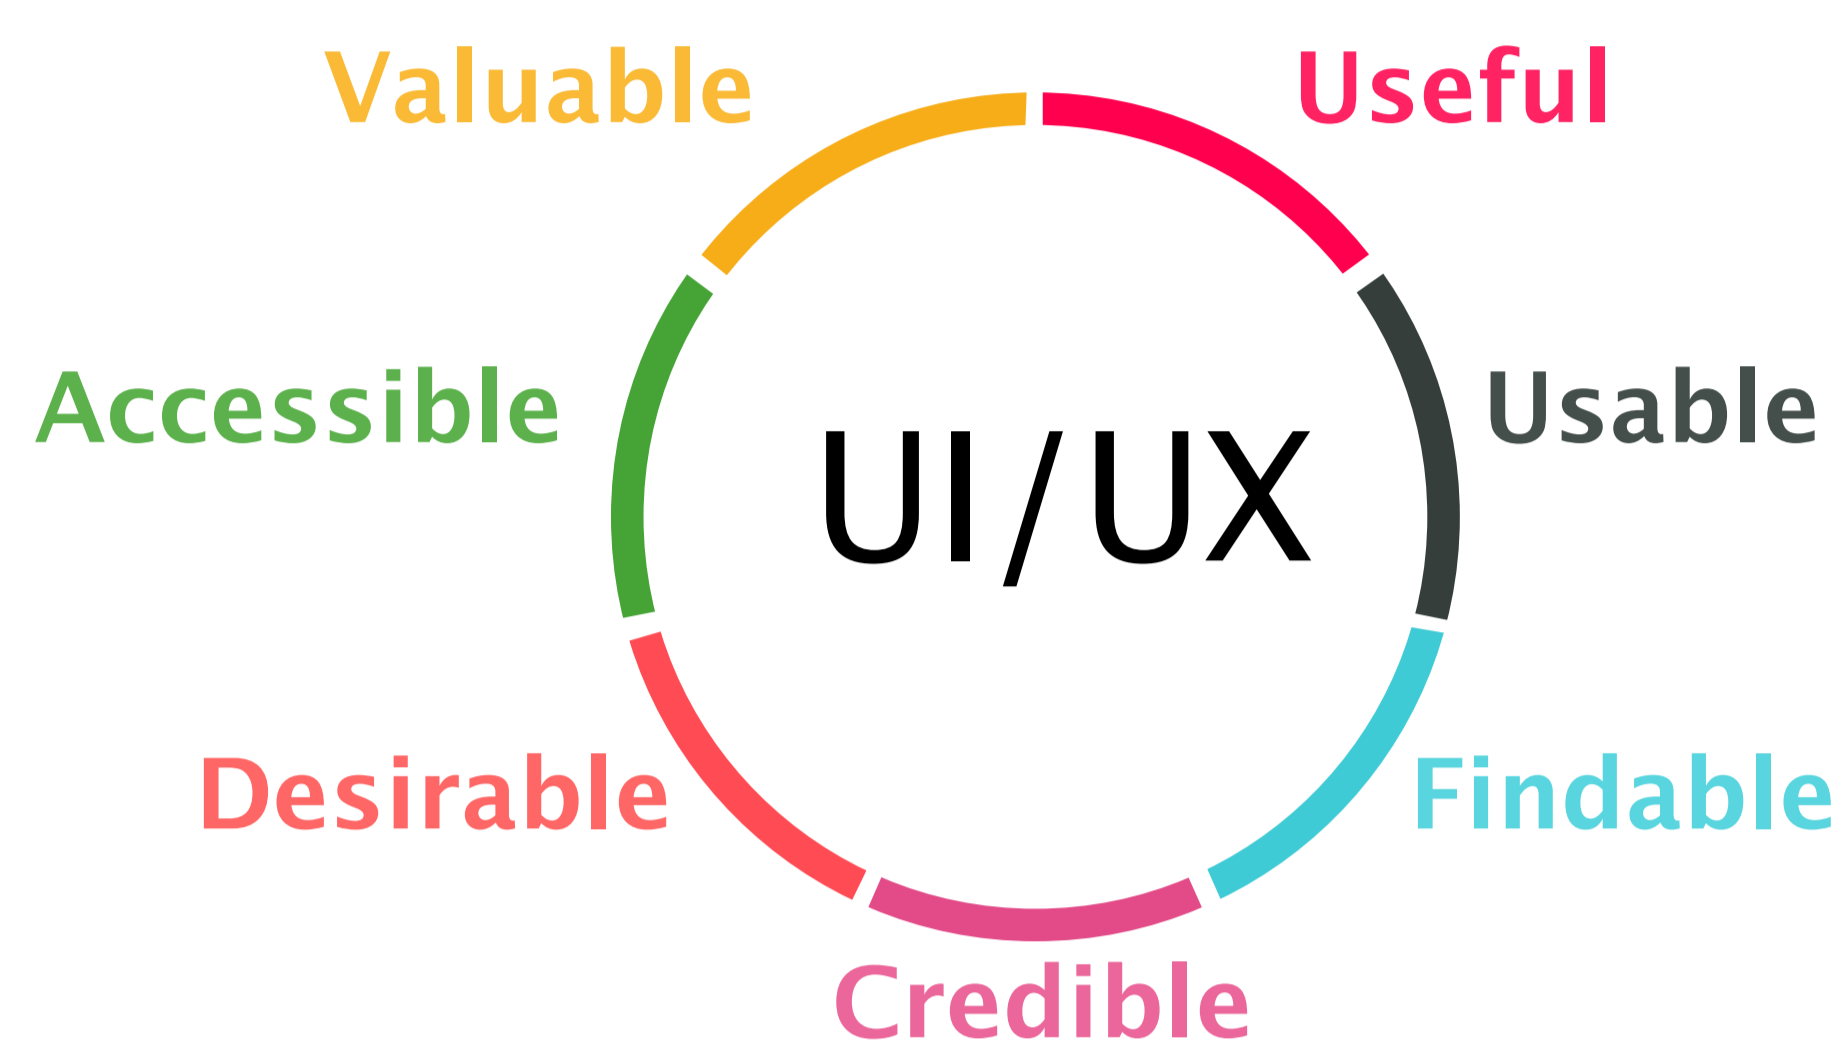 Valuable
Useful
Accessible
Usable
UI/UX
Desirable
Findable
Credible